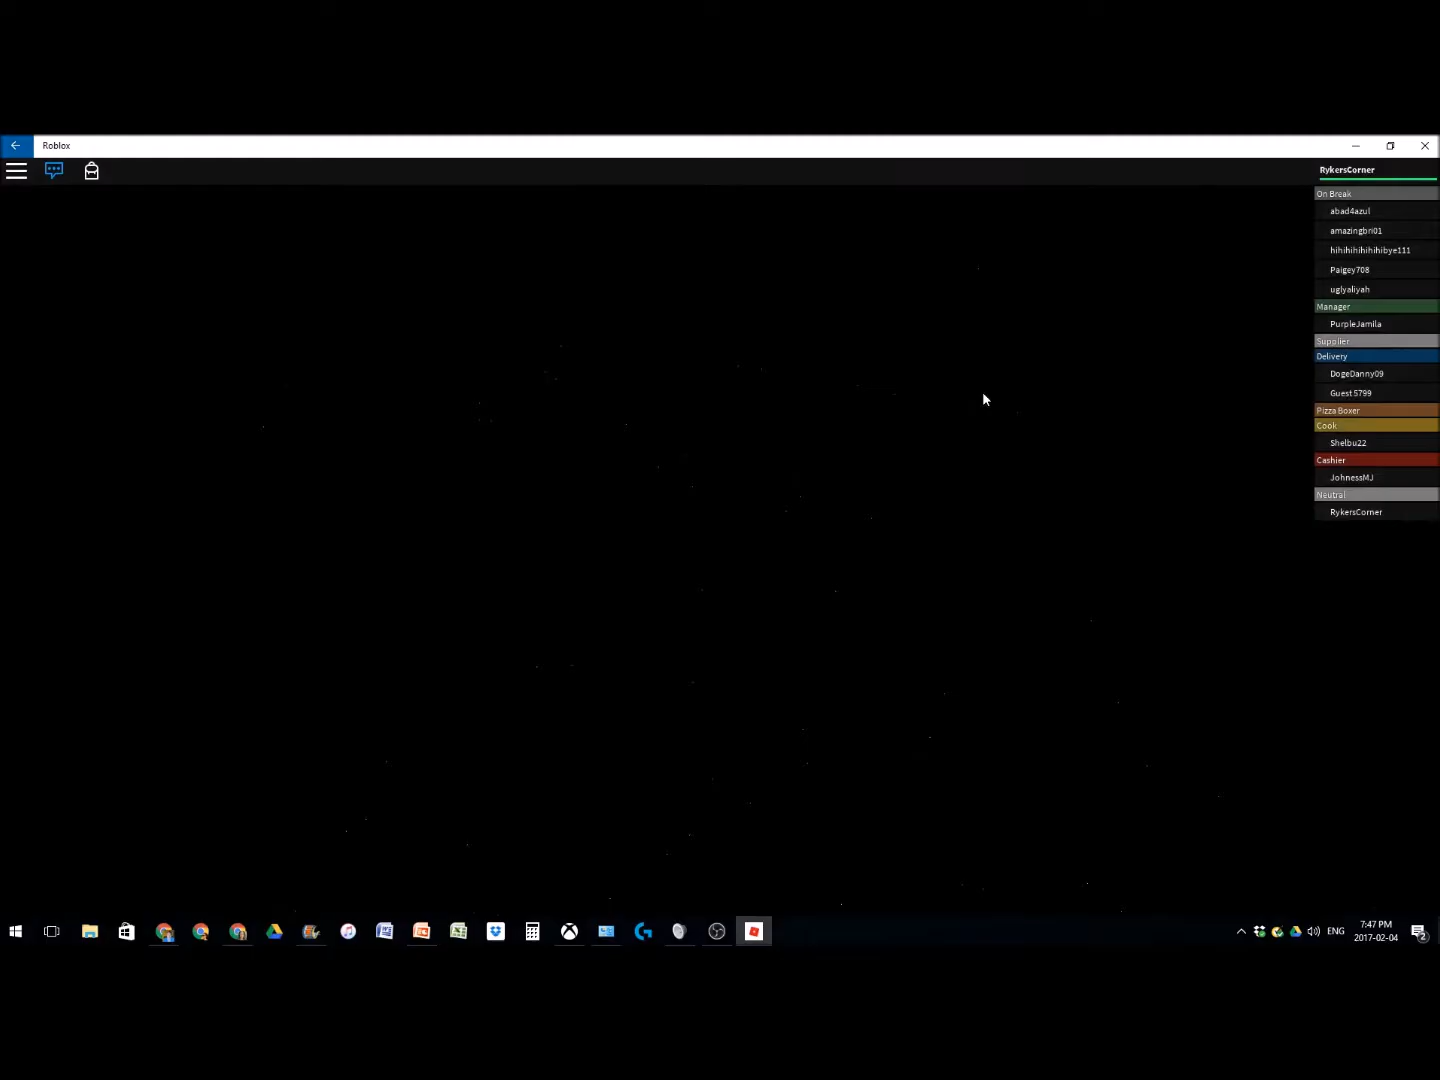 Roblox
RykersCorner
On Break
abad4azul
amazingbri01
hihihihihihihibye111
Paigey708
uglyaliyah
Manager
PurpleJamila
Supplier
Delivery
DogeDanny09
Guest 5799
Pizza Boxer
Cook
Shelbu22
Cashier
JohnessMJ
Neutral
RykersCorner
ENG
7:47 PM
2017-02-04
2